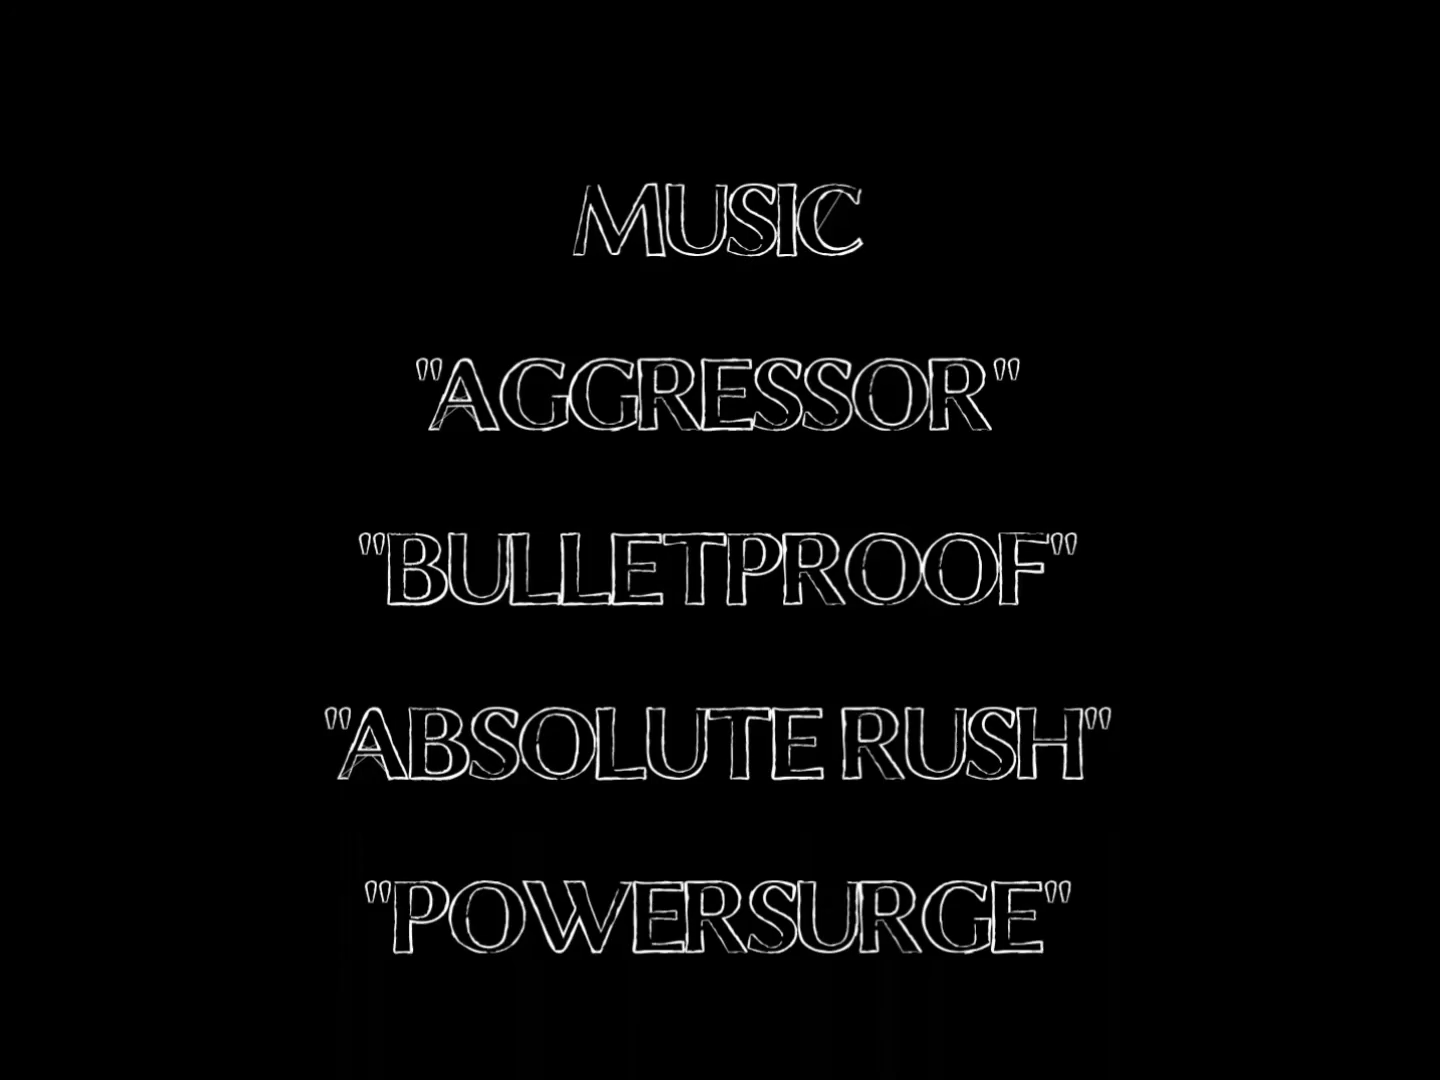 MUSIC
"AGGRESSOR"
"BULLETPROOF"
"ABSOLUTE RUSH"
"POWERSURGE"